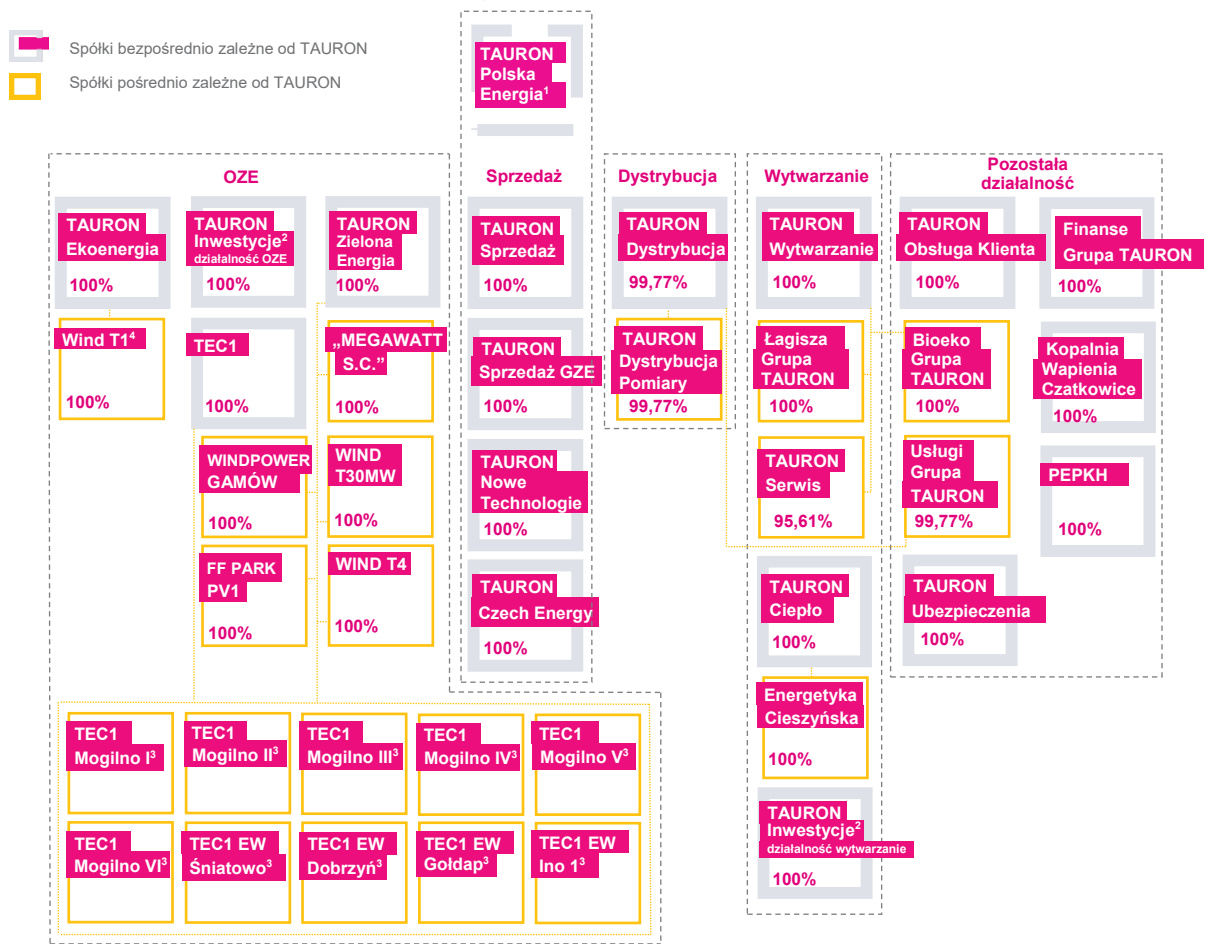 Spółki bezpośrednio zależne od TAURON
Spółki pośrednio zależne od TAURON
TAURON
Polska
Energia¹
OZE
TAURON
Ekoenergia
100%
TAURON
Inwestycje²
działalność OZE
100%
TAURON
Zielona
Energia
100%
Wind T1⁴
100%
TEC1
100%
„MEGAWATT
S.C.”
100%
WINDPOWER
GAMÓW
100%
WIND
T30MW
100%
FF PARK
PV1
100%
WIND T4
100%
TEC1
Mogilno I³
TEC1
Mogilno II³
TEC1
Mogilno III³
TEC1
Mogilno IV³
TEC1
Mogilno V³
TEC1
Mogilno VI³
TEC1 EW
Śniatowo³
TEC1 EW
Dobrzyń³
TEC1 EW
Gołdap³
TEC1 EW
Ino 1³
Sprzedaż
TAURON
Sprzedaż
100%
TAURON
Sprzedaż GZE
100%
TAURON
Nowe
Technologie
100%
TAURON
Czech Energy
100%
Dystrybucja
TAURON
Dystrybucja
99,77%
TAURON
Dystrybucja
Pomiary
99,77%
Wytwarzanie
TAURON
Wytwarzanie
100%
Łagisza
Grupa
TAURON
100%
TAURON
Serwis
95,61%
TAURON
Ciepło
100%
Energetyka
Cieszyńska
100%
TAURON
Inwestycje²
działalność wytwarzanie
100%
Pozostała
działalność
TAURON
Obsługa Klienta
100%
Finanse
Grupa TAURON
100%
Bioeko
Grupa
TAURON
100%
Kopalnia
Wapienia
Czatkowice
100%
Usługi
Grupa
TAURON
99,77%
PEPKH
100%
TAURON
Ubezpieczenia
100%